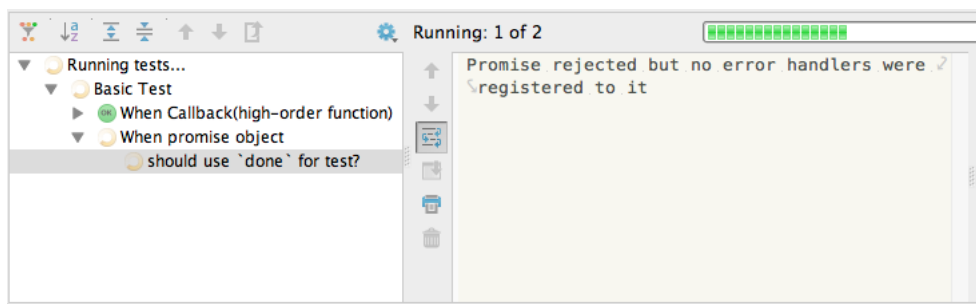 Running: 1 of 2
Running tests...
Basic Test
OK When Callback(high-order function)
When promise object
should use `done` for test?
Promise rejected but no error handlers were
registered to it